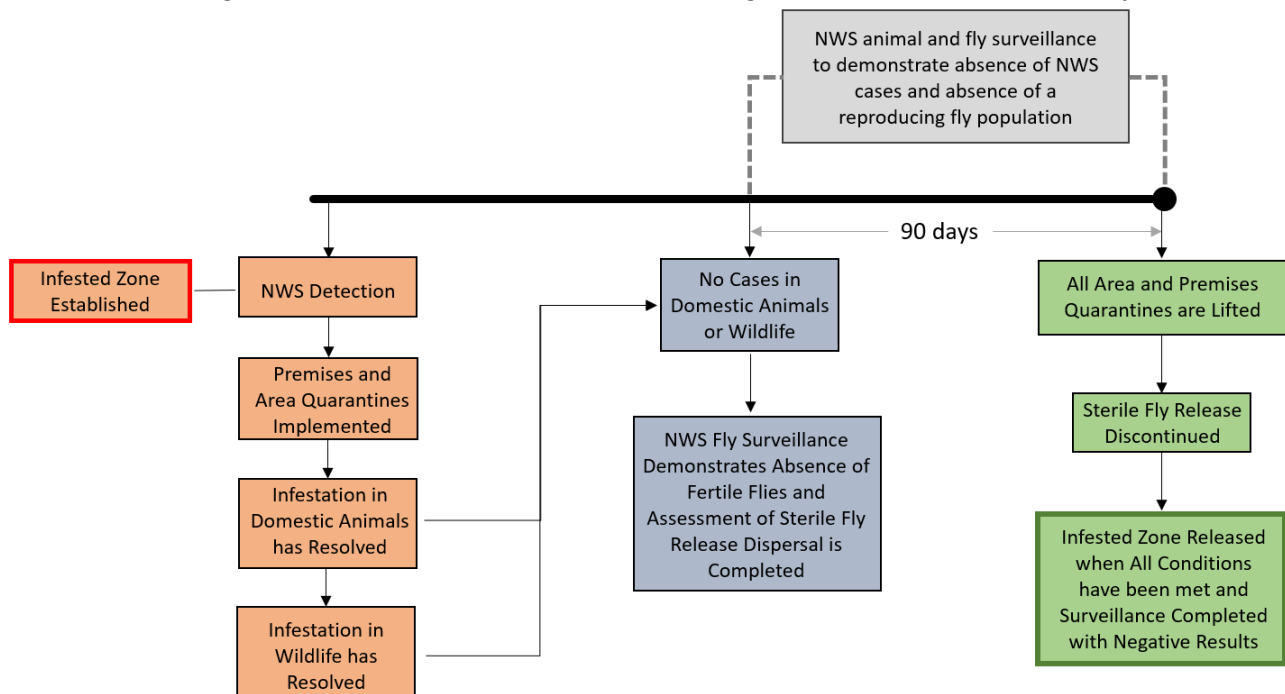 NWS animal and fly surveillance
to demonstrate absence of NWS
cases and absence of a
reproducing fly population
90 days
Infested Zone
Established
NWS Detection
Premises and
Area Quarantines
Implemented
Infestation in
Domestic Animals
has Resolved
Infestation in
Wildlife has
Resolved
No Cases in
Domestic Animals
or Wildlife
NWS Fly Surveillance
Demonstrates Absence of
Fertile Flies and
Assessment of Sterile Fly
Release Dispersal is
Completed
All Area and Premises
Quarantines are Lifted
Sterile Fly Release
Discontinued
Infested Zone Released
when All Conditions
have been met and
Surveillance Completed
with Negative Results